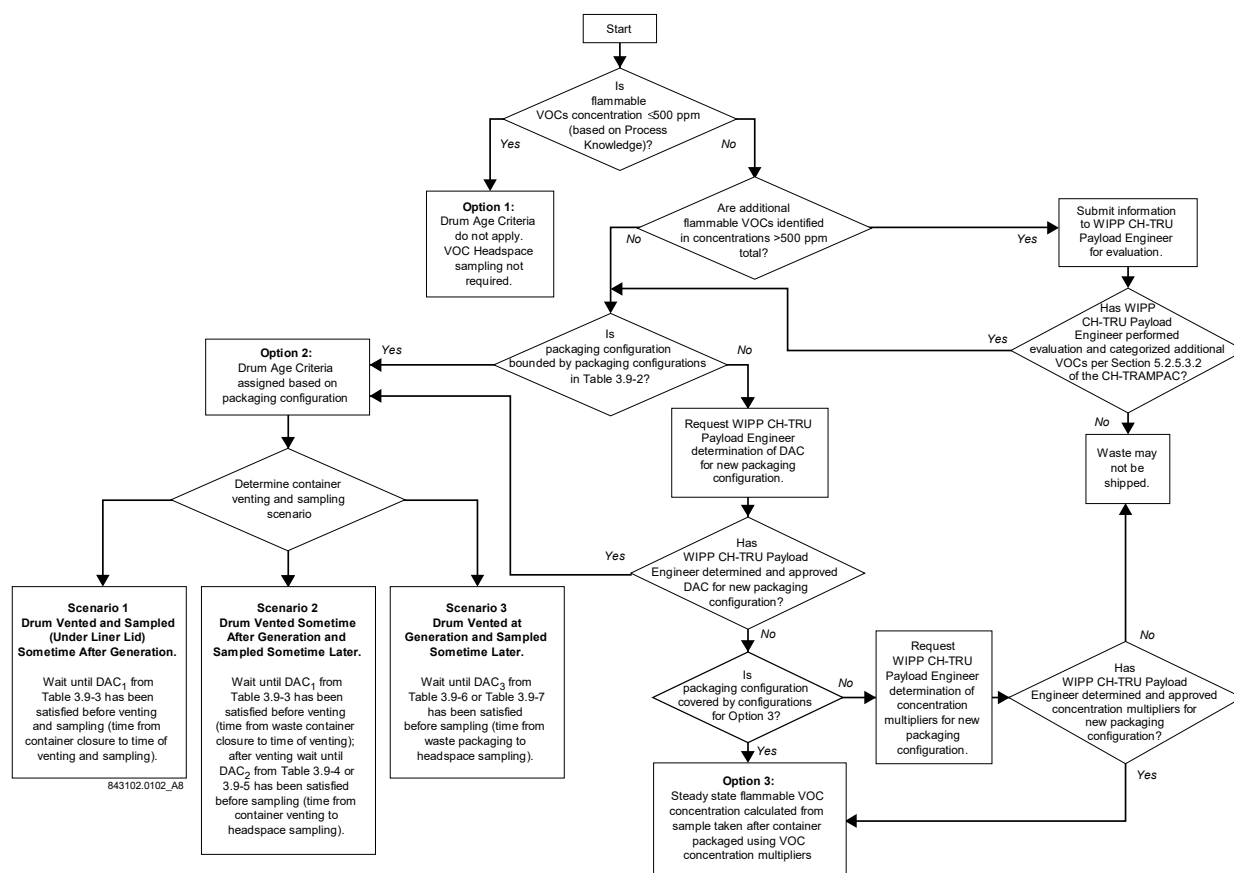 Start
Is
flammable
VOCs concentration ≤500 ppm
(based on Process
Knowledge)?
Yes
No
Option 1:
Drum Age Criteria
do not apply.
VOC Headspace
sampling not
required.
Are additional
flammable VOCs identified
in concentrations >500 ppm
total?
No
Yes
Submit information
to WIPP CH-TRU
Payload Engineer
for evaluation.
Has WIPP
CH-TRU Payload
Engineer performed
evaluation and categorized additional
VOCs per Section 5.2.5.3.2
of the CH-TRAMPAC?
Yes
No
Waste may
not be
shipped.
Is
packaging configuration
bounded by packaging configurations
in Table 3.9-2?
Yes
No
Option 2:
Drum Age Criteria
assigned based on
packaging configuration
Request WIPP CH-TRU
Payload Engineer
determination of DAC
for new packaging
configuration.
Determine container
venting and sampling
scenario
Has
WIPP CH-TRU Payload
Engineer determined and approved
DAC for new packaging
configuration?
Yes
No
Scenario 1
Drum Vented and Sampled
(Under Liner Lid)
Sometime After Generation.
Wait until DAC1 from
Table 3.9-3 has been
satisfied before venting
and sampling (time from
container closure to time of
venting and sampling).
Scenario 2
Drum Vented Sometime
After Generation and
Sampled Sometime Later.
Wait until DAC1 from
Table 3.9-3 has been
satisfied before venting
(time from waste container
closure to time of venting);
after venting wait until
DAC2 from Table 3.9-4 or
3.9-5 has been satisfied
before sampling (time from
container venting to
headspace sampling).
Scenario 3
Drum Vented at
Generation and Sampled
Sometime Later.
Wait until DAC3 from
Table 3.9-6 or Table 3.9-7
has been satisfied
before sampling (time from
waste packaging to
headspace sampling).
Is
packaging configuration
covered by configurations
for Option 3?
No
Yes
Request
WIPP CH-TRU
Payload Engineer
determination of
concentration
multipliers for new
packaging
configuration.
Has
WIPP CH-TRU Payload
Engineer determined and approved
concentration multipliers for
new packaging
configuration?
No
Yes
Option 3:
Steady state flammable VOC
concentration calculated from
sample taken after container
packaged using VOC
concentration multipliers
843102.0102_A8